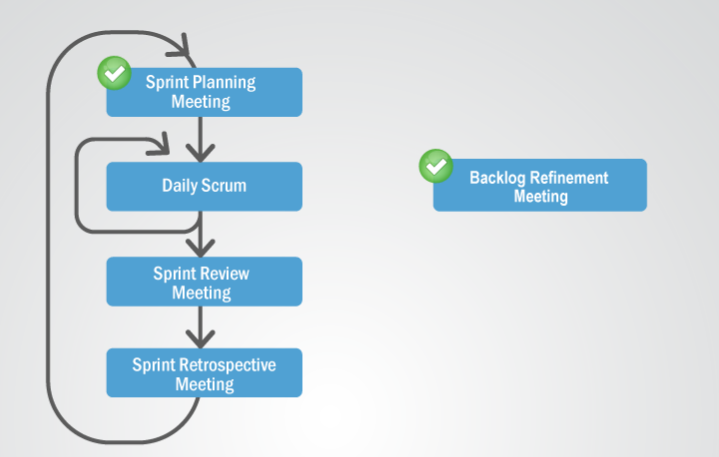 Sprint Planning
Meeting
Daily Scrum
Sprint Review
Meeting
Sprint Retrospective
Meeting
Backlog Refinement
Meeting